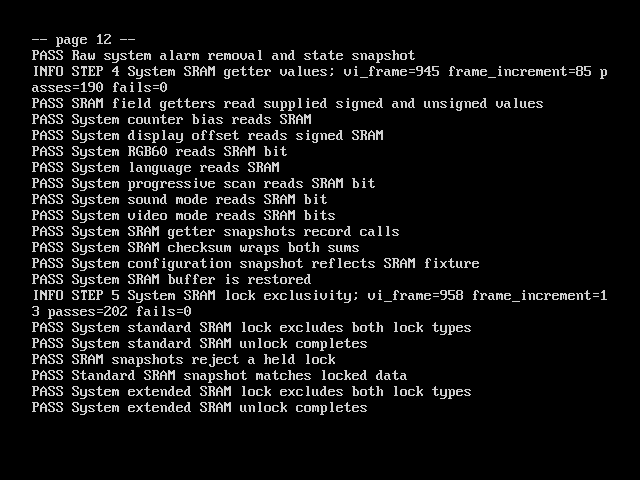 -- page 12 --
PASS Raw system alarm removal and state snapshot
INFO STEP 4 System SRAM getter values; vi_frame=945 frame_increment=85 p
asses=190 fails=0
PASS SRAM field getters read supplied signed and unsigned values
PASS System counter bias reads SRAM
PASS System display offset reads signed SRAM
PASS System RGB60 reads SRAM bit
PASS System language reads SRAM
PASS System progressive scan reads SRAM bit
PASS System sound mode reads SRAM bit
PASS System video mode reads SRAM bits
PASS System SRAM getter snapshots record calls
PASS System SRAM checksum wraps both sums
PASS System configuration snapshot reflects SRAM fixture
PASS System SRAM buffer is restored
INFO STEP 5 System SRAM lock exclusivity; vi_frame=958 frame_increment=1
3 passes=202 fails=0
PASS System standard SRAM lock excludes both lock types
PASS System standard SRAM unlock completes
PASS SRAM snapshots reject a held lock
PASS Standard SRAM snapshot matches locked data
PASS System extended SRAM lock excludes both lock types
PASS System extended SRAM unlock completes